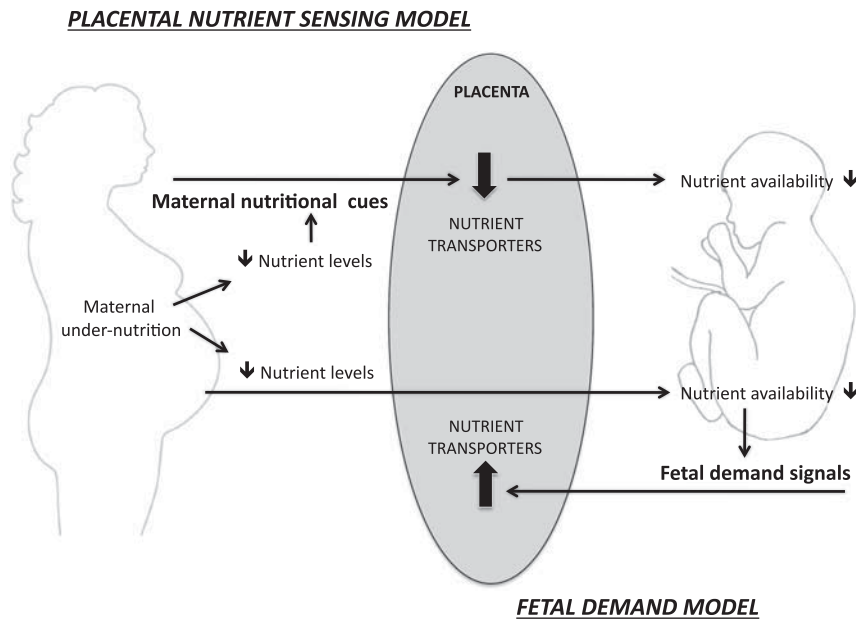 PLACENTAL NUTRIENT SENSING MODEL
PLACENTA
Maternal nutritional cues
Nutrient availability
NUTRIENT
TRANSPORTERS
Nutrient levels
Maternal
under-nutrition
Nutrient levels
Nutrient availability
NUTRIENT
TRANSPORTERS
Fetal demand signals
FETAL DEMAND MODEL